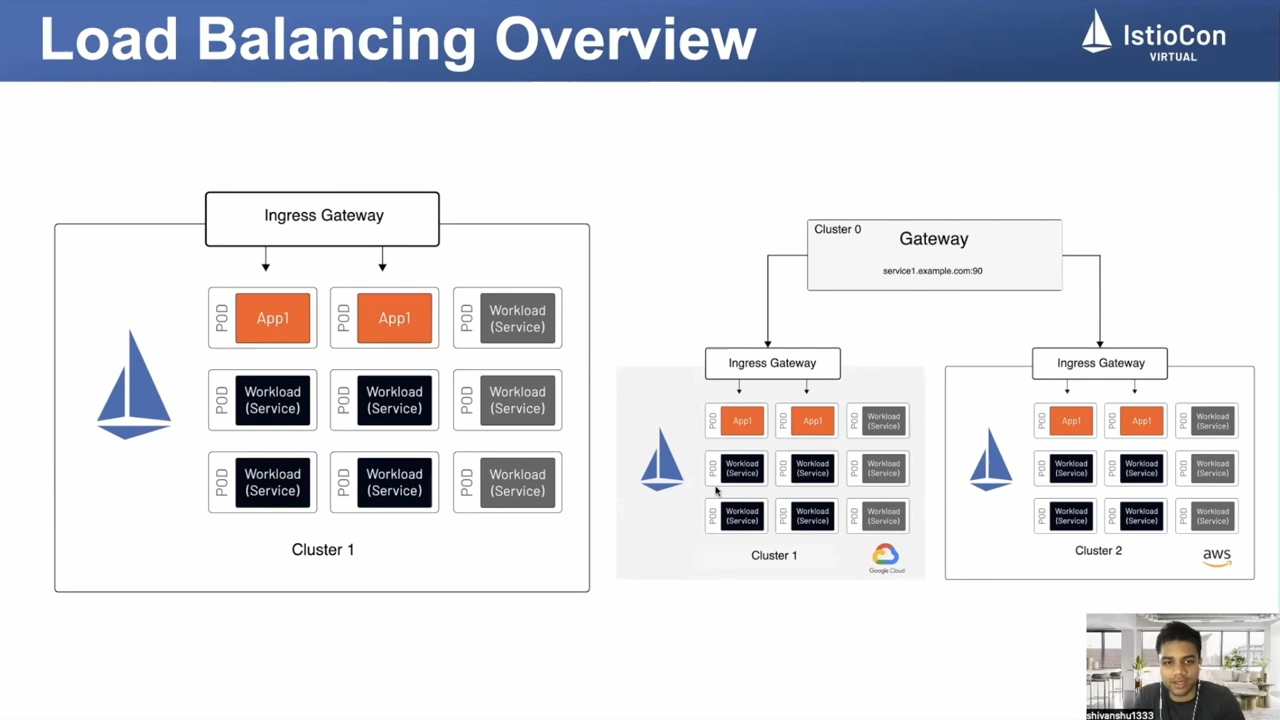 Load Balancing Overview
IstioCon
VIRTUAL
Ingress Gateway
POD
App1
POD
App1
POD
Workload
(Service)
POD
Workload
(Service)
POD
Workload
(Service)
POD
Workload
(Service)
POD
Workload
(Service)
POD
Workload
(Service)
POD
Workload
(Service)
Cluster 1
Cluster 0
Gateway
service1.example.com:90
Ingress Gateway
POD
App1
POD
App1
POD
Workload
(Service)
POD
Workload
(Service)
POD
Workload
(Service)
POD
Workload
(Service)
POD
Workload
(Service)
POD
Workload
(Service)
POD
Workload
(Service)
Cluster 1
Google Cloud
Ingress Gateway
POD
App1
POD
App1
POD
Workload
(Service)
POD
Workload
(Service)
POD
Workload
(Service)
POD
Workload
(Service)
POD
Workload
(Service)
POD
Workload
(Service)
POD
Workload
(Service)
Cluster 2
aws
shivanshu1333